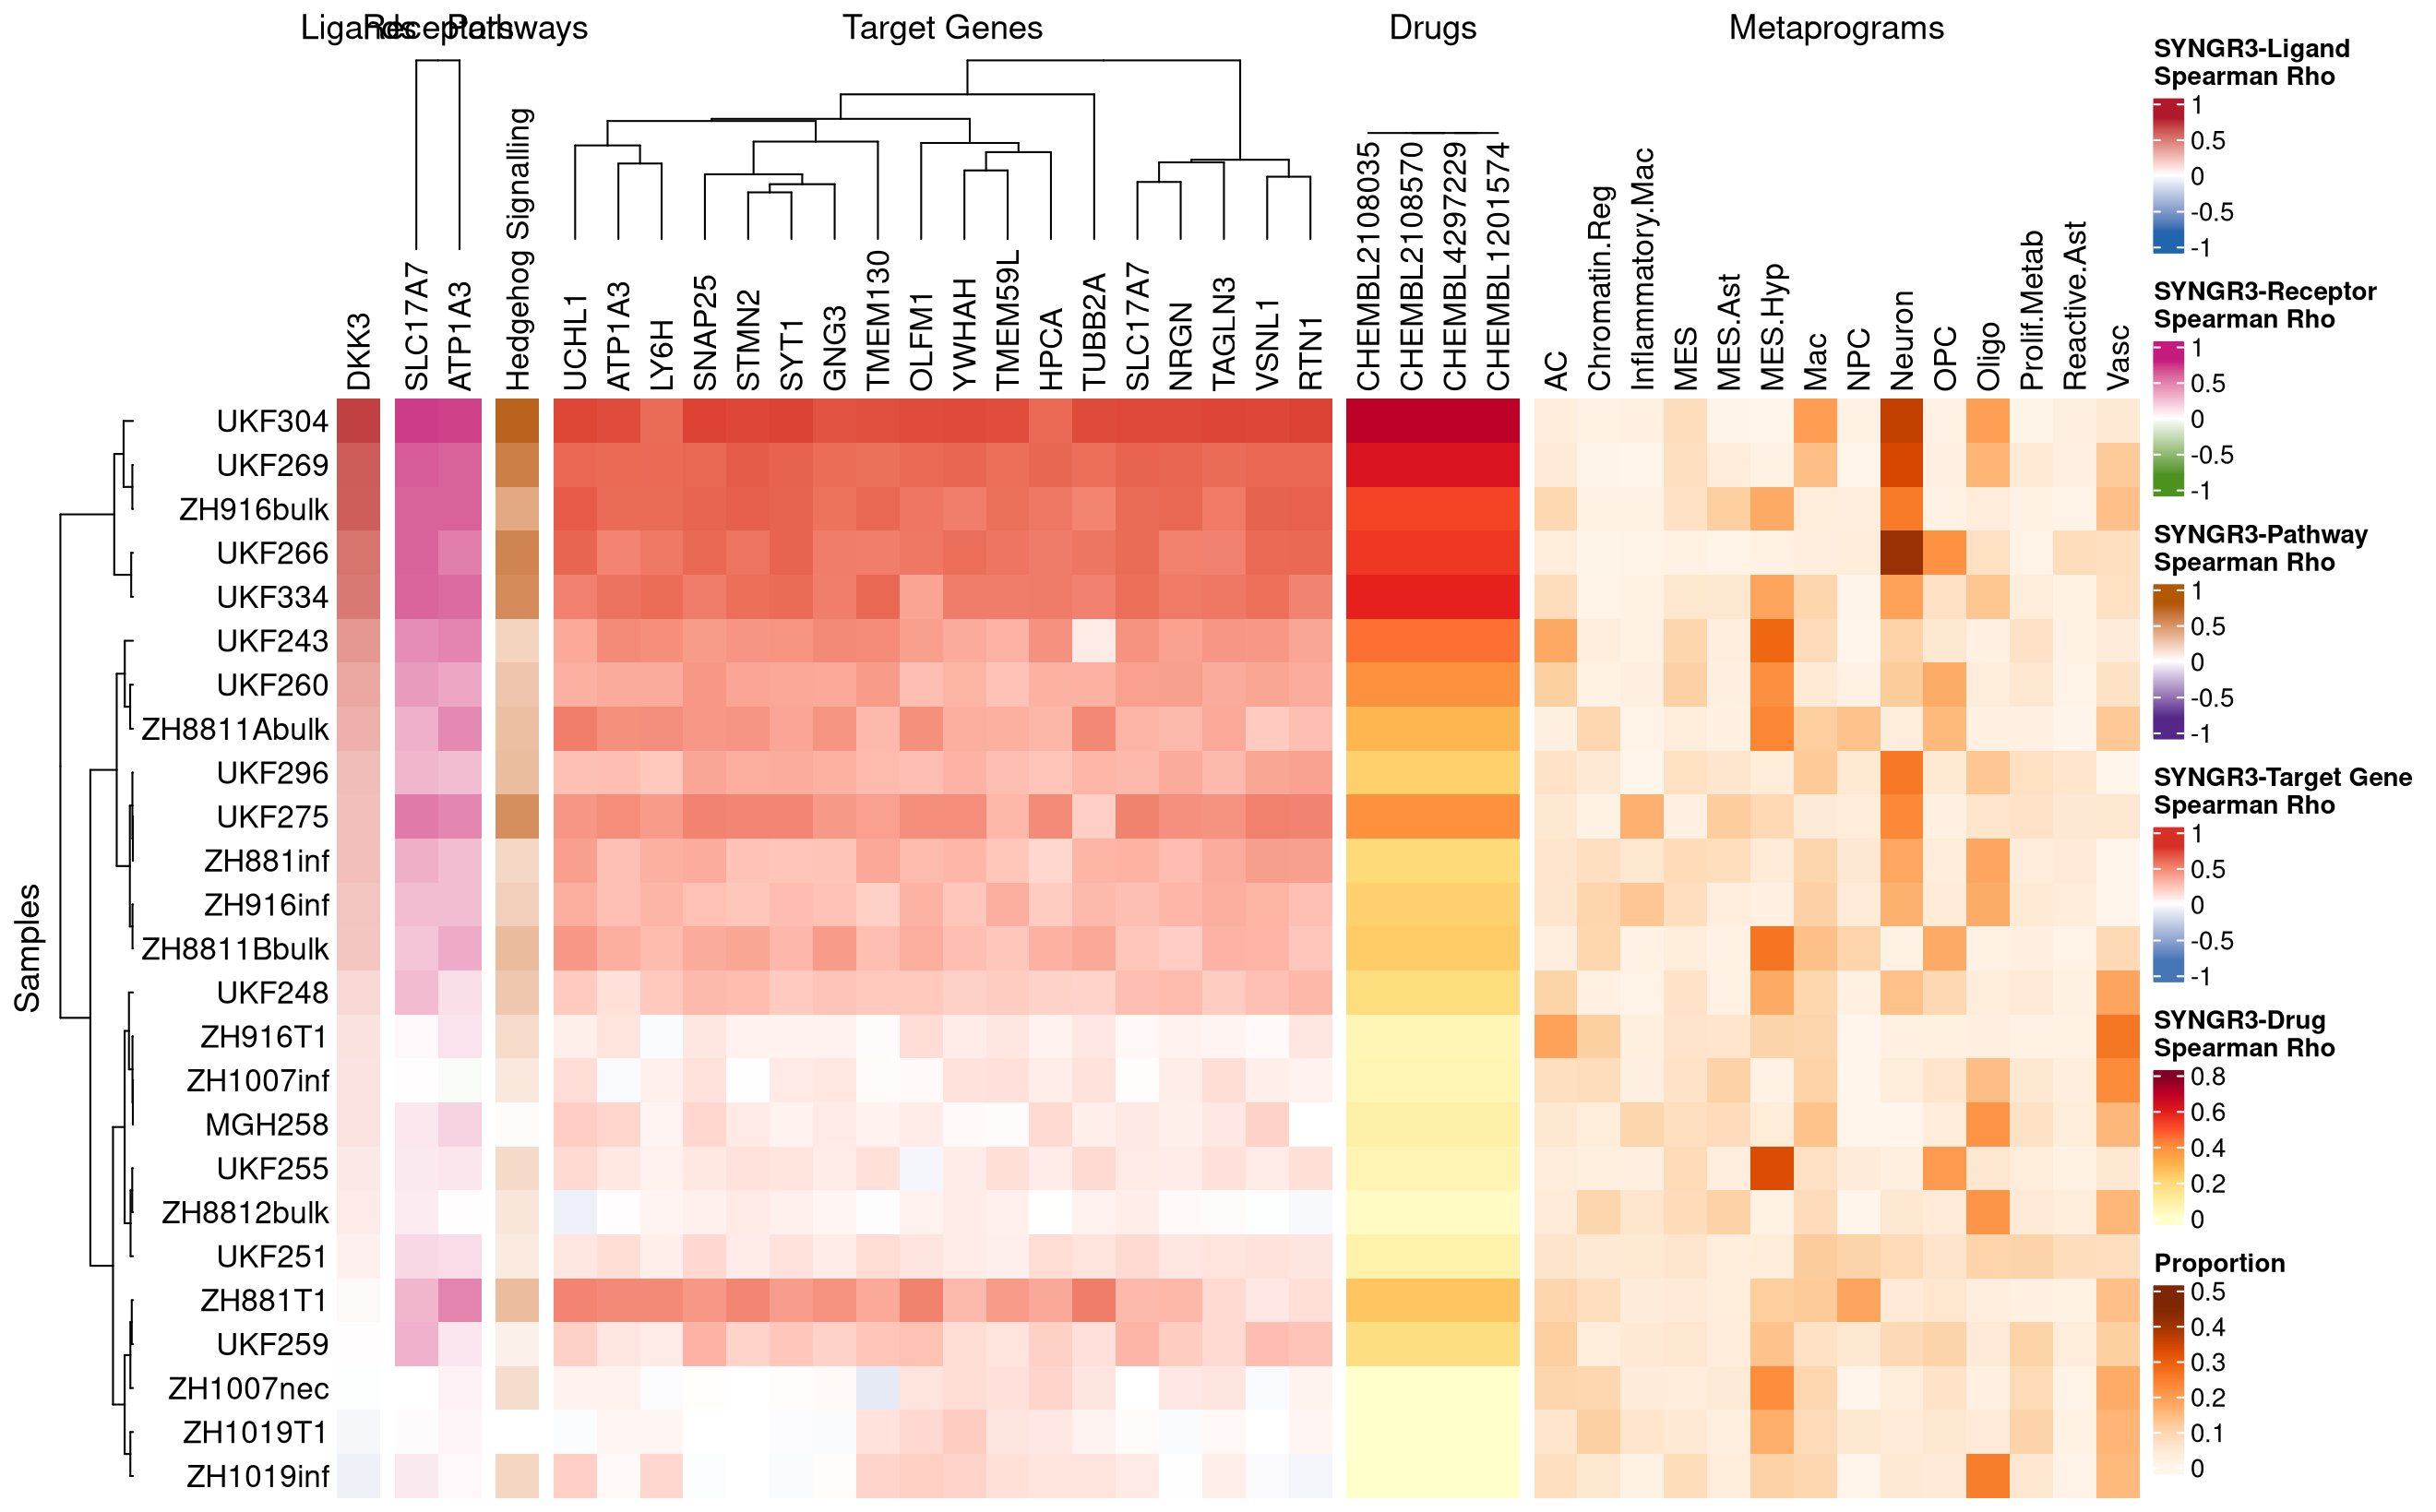 Ligands Receptors Pathways Target Genes Drugs Metaprograms
DKK3
SLC17A7
ATP1A3
Hedgehog Signalling
UCHL1
ATP1A3
LY6H
SNAP25
STMN2
SYT1
GNG3
TMEM130
OLFM1
YWHAH
TMEM59L
HPCA
TUBB2A
SLC17A7
NRGN
TAGLN3
VSNL1
RTN1
CHEMBL2108035
CHEMBL2108570
CHEMBL4297229
CHEMBL1201574
AC
Chromatin.Reg
Inflammatory.Mac
MES
MES.Ast
MES.Hyp
Mac
NPC
Neuron
OPC
Oligo
Prolif.Metab
Reactive.Ast
Vasc
Samples
UKF304
UKF269
ZH916bulk
UKF266
UKF334
UKF243
UKF260
ZH8811Abulk
UKF296
UKF275
ZH881inf
ZH916inf
ZH8811Bbulk
UKF248
ZH916T1
ZH1007inf
MGH258
UKF255
ZH8812bulk
UKF251
ZH881T1
UKF259
ZH1007nec
ZH1019T1
ZH1019inf
SYNGR3-Ligand
Spearman Rho
1
0.5
0
-0.5
-1
SYNGR3-Receptor
Spearman Rho
1
0.5
0
-0.5
-1
SYNGR3-Pathway
Spearman Rho
1
0.5
0
-0.5
-1
SYNGR3-Target Gene
Spearman Rho
1
0.5
0
-0.5
-1
SYNGR3-Drug
Spearman Rho
0.8
0.6
0.4
0.2
0
Proportion
0.5
0.4
0.3
0.2
0.1
0